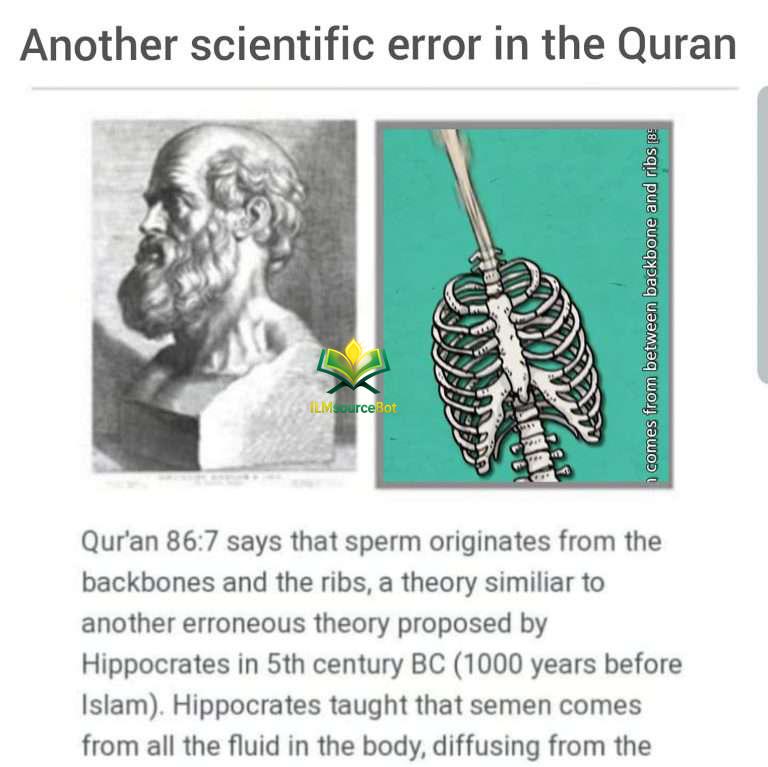 Another scientific error in the Quran
comes from between backbone and ribs
ILMsourceBot
Qur'an 86:7 says that sperm originates from the
backbones and the ribs, a theory similiar to
another erroneous theory proposed by
Hippocrates in 5th century BC (1000 years before
Islam). Hippocrates taught that semen comes
from all the fluid in the body, diffusing from the